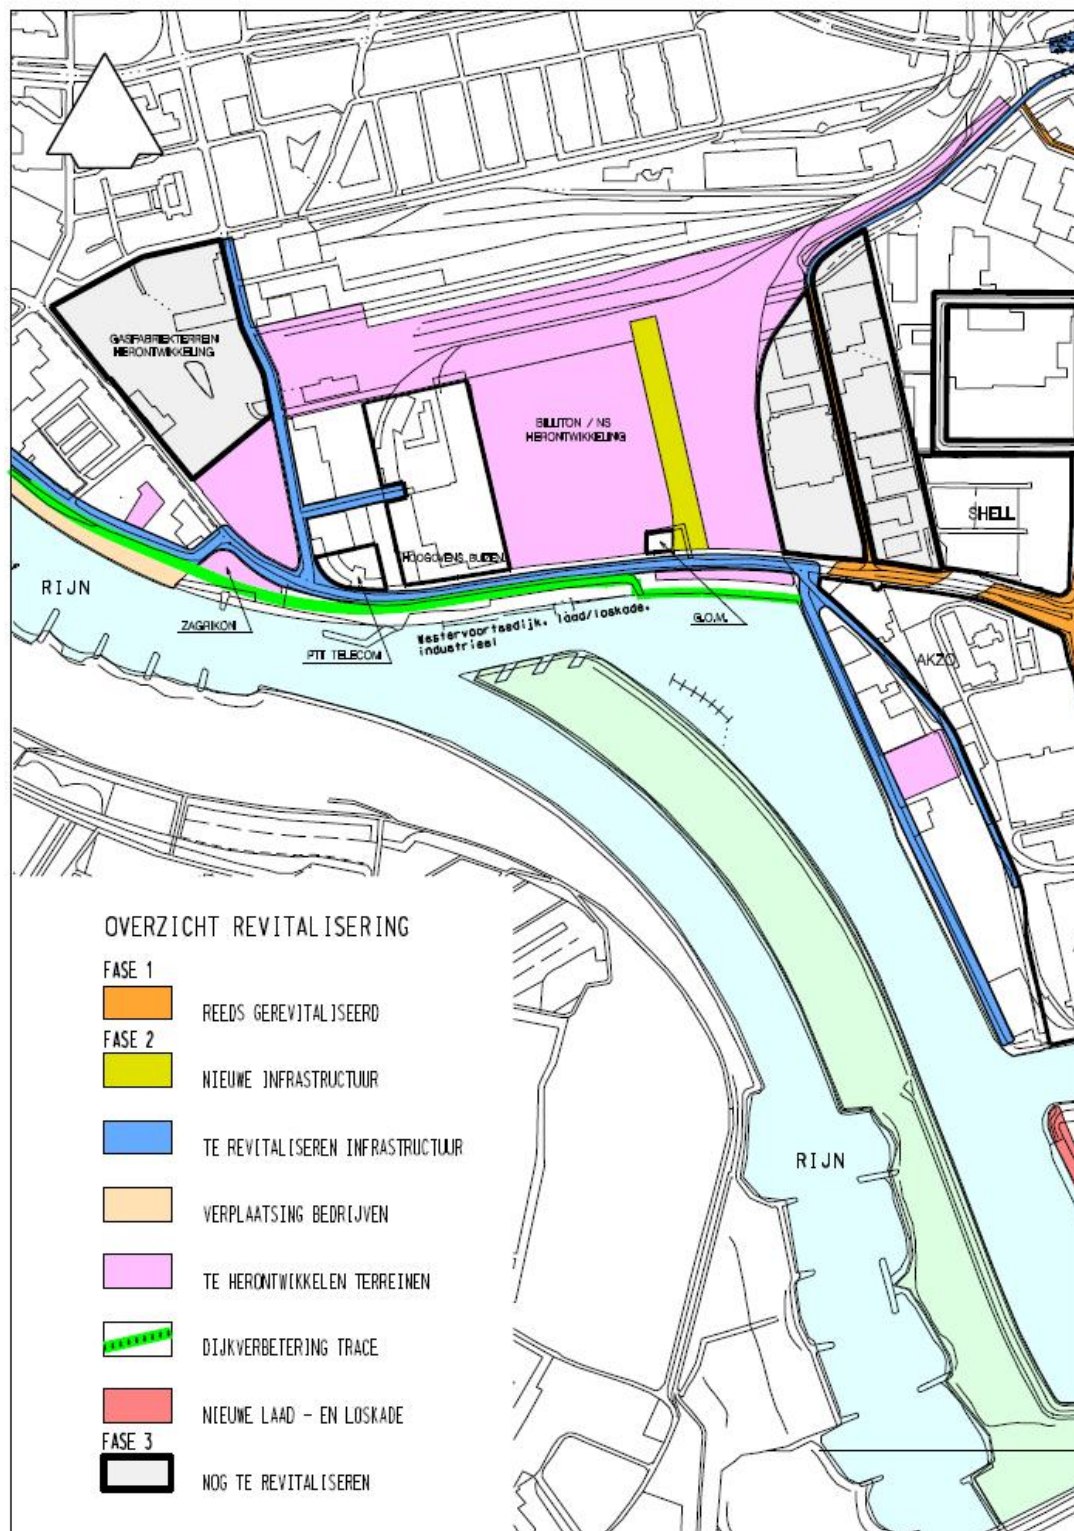 GASFABRIEKTERREIN
HERONTWIKKELING
BILLITON / NS
HERONTWIKKELING
SHELL
HOOGOVENS BUIZEN
RIJN
ZAGRIKON
PTT TELECOM
Westervoortsedijk, laad/loskade,
industrieel
G.O.M.
AKZO
OVERZICHT REVITALISERING
FASE 1
REEDS GEREVITALISEERD
FASE 2
NIEUWE INFRASTRUCTUUR
TE REVITALISEREN INFRASTRUCTUUR
RIJN
VERPLAATSING BEDRIJVEN
TE HERONTWIKKELEN TERREINEN
DIJKVERBETERING TRACE
NIEUWE LAAD - EN LOSKADE
FASE 3
NOG TE REVITALISEREN